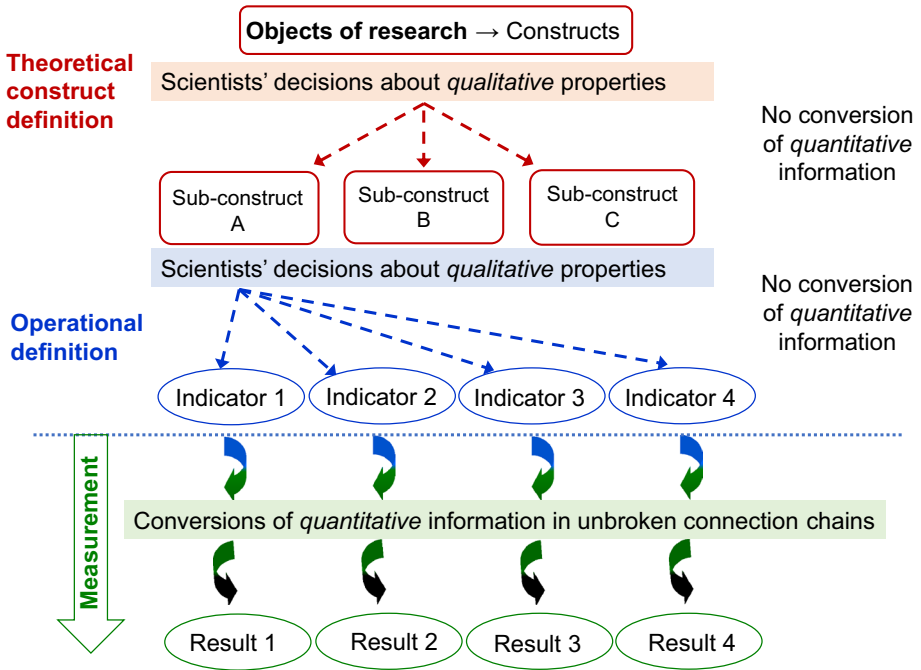 Objects of research → Constructs
Theoretical
construct
definition
Scientists' decisions about qualitative properties
No conversion
of quantitative
information
Sub-construct
A
Sub-construct
B
Sub-construct
C
Scientists' decisions about qualitative properties
Operational
definition
No conversion
of quantitative
information
Indicator 1
Indicator 2
Indicator 3
Indicator 4
Measurement
Conversions of quantitative information in unbroken connection chains
Result 1
Result 2
Result 3
Result 4